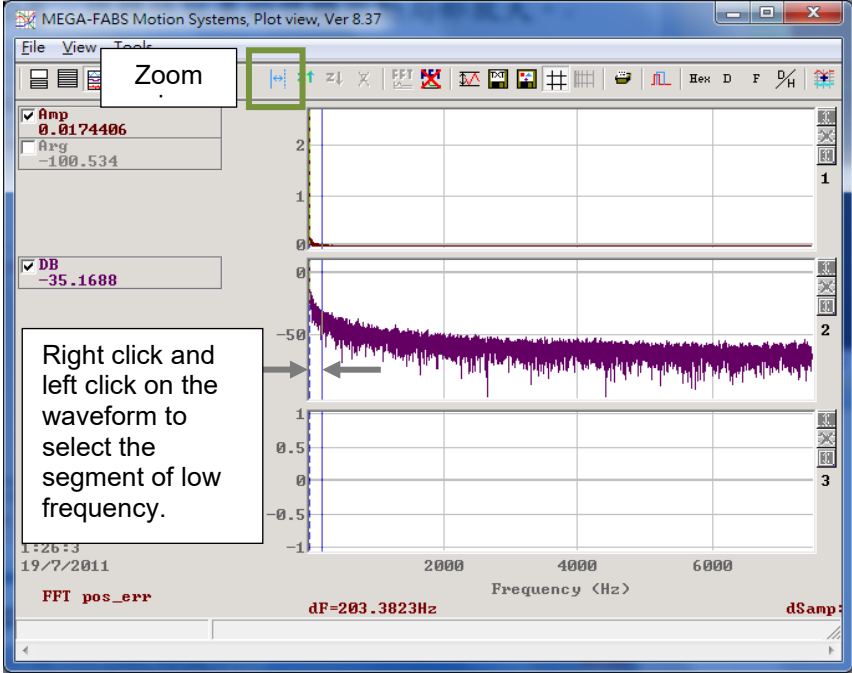 MEGA-FABS Motion Systems, Plot view, Ver 8.37
File View Tools
Zoom
Hex D F D/H
FFT
TXT
Amp
0.0174406
Arg
-100.534
2
1
0
1
DB
-35.1688
0
-50
2
Right click and
left click on the
waveform to
select the
segment of low
frequency.
1
0.5
0
-0.5
-1
3
1:26:3
19/7/2011
2000 4000 6000
Frequency (Hz)
FFT pos_err
dF=203.3823Hz
dSamp: